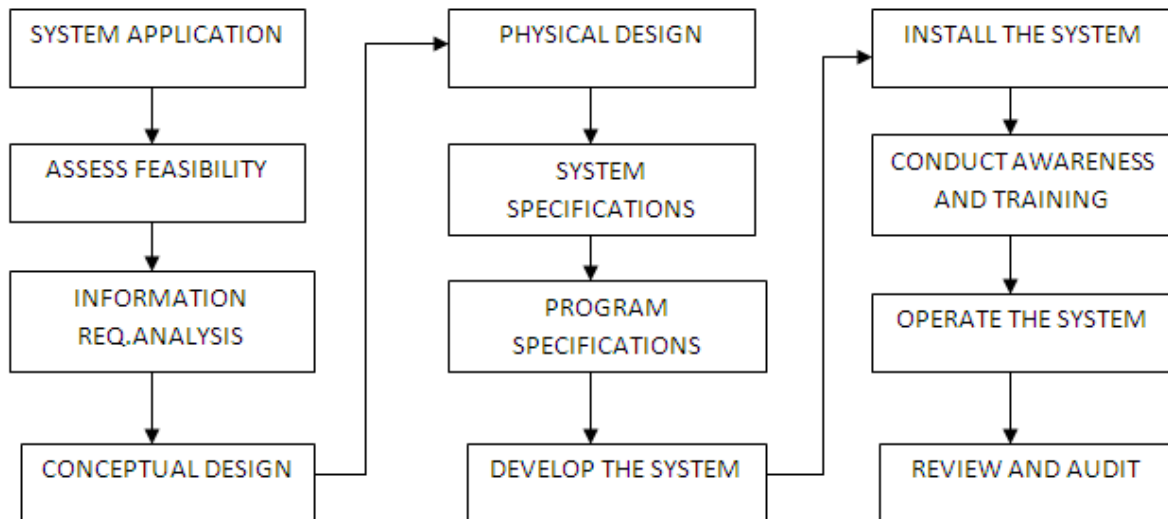 SYSTEM APPLICATION
ASSESS FEASIBILITY
INFORMATION
REQ.ANALYSIS
CONCEPTUAL DESIGN
PHYSICAL DESIGN
SYSTEM
SPECIFICATIONS
PROGRAM
SPECIFICATIONS
DEVELOP THE SYSTEM
INSTALL THE SYSTEM
CONDUCT AWARENESS
AND TRAINING
OPERATE THE SYSTEM
REVIEW AND AUDIT